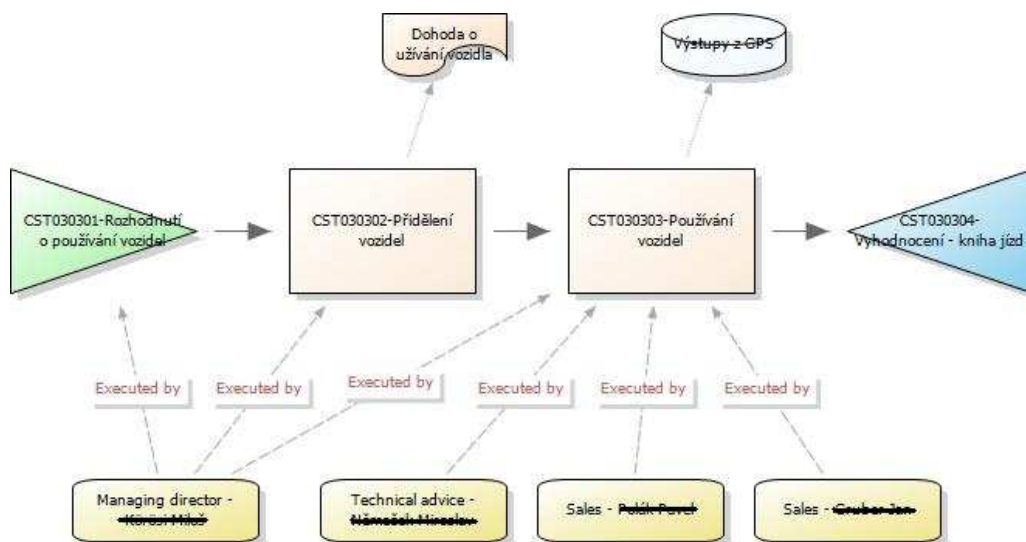 Dohoda o
užívání vozidla
Výstupy z GPS
CST030301-Rozhodnutí
o používání vozidel
CST030302-Přidělení
vozidel
CST030303-Používání
vozidel
CST030304-
Vyhodnocení - kniha jízd
Executed by
Executed by
Executed by
Executed by
Executed by
Executed by
Managing director -
Technical advice -
Sales -
Sales -